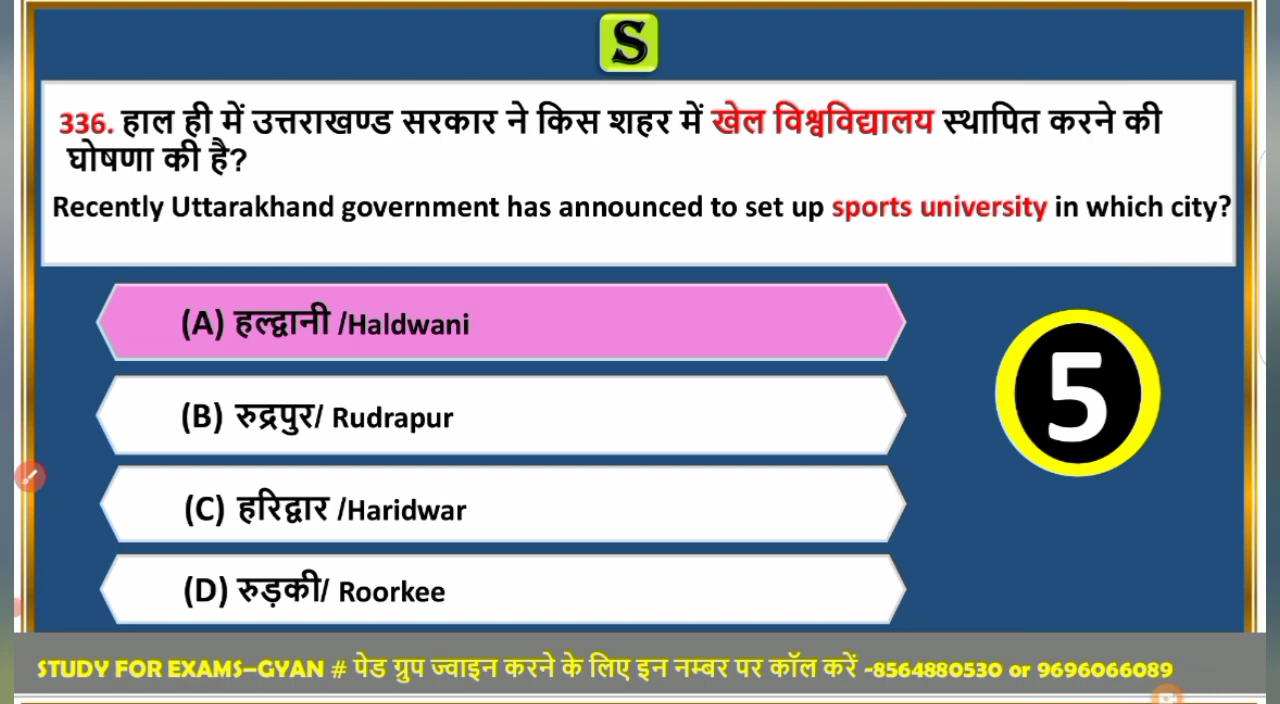 S
336. हाल ही में उत्तराखण्ड सरकार ने किस शहर में खेल विश्वविद्यालय स्थापित करने की
घोषणा की है?
Recently Uttarakhand government has announced to set up sports university in which city?
(A) हल्द्वानी /Haldwani
(B) रुद्रपुर/ Rudrapur
5
(C) हरिद्वार /Haridwar
(D) रुड़की/ Roorkee
STUDY FOR EXAMS–GYAN # पेड ग्रुप ज्वाइन करने के लिए इन नम्बर पर कॉल करें -8564880530 or 9696066089